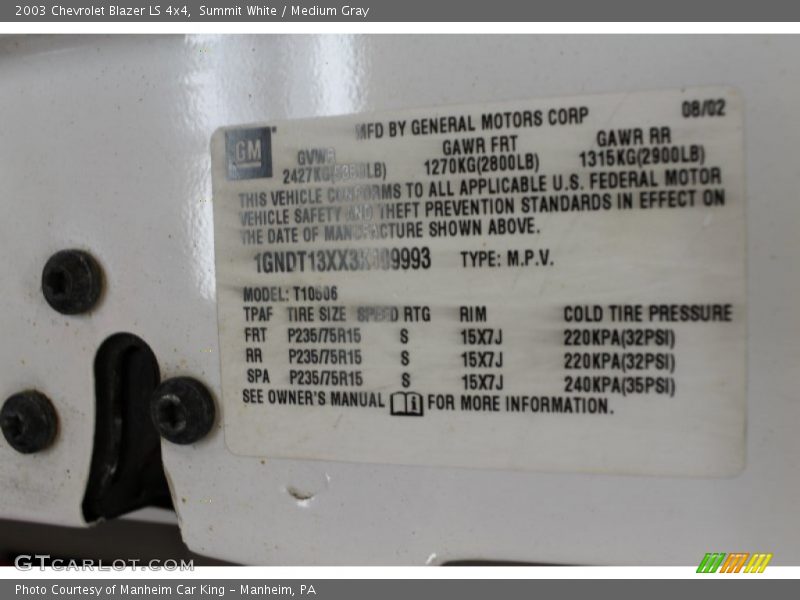 2003 Chevrolet Blazer LS 4x4, Summit White / Medium Gray
08/02
GM
MFD BY GENERAL MOTORS CORP
GVWR GAWR FRT GAWR RR
2427KG(5350LB) 1270KG(2800LB) 1315KG(2900LB)
THIS VEHICLE CONFORMS TO ALL APPLICABLE U.S. FEDERAL MOTOR
VEHICLE SAFETY AND THEFT PREVENTION STANDARDS IN EFFECT ON
THE DATE OF MANUFACTURE SHOWN ABOVE.
TYPE: M.P.V.
MODEL: T10506
TPAF TIRE SIZE SPEED RTG RIM COLD TIRE PRESSURE
FRT P235/75R15 S 15X7J 220KPA(32PSI)
RR P235/75R15 S 15X7J 220KPA(32PSI)
SPA P235/75R15 S 15X7J 240KPA(35PSI)
SEE OWNER'S MANUAL FOR MORE INFORMATION.
GTCARLOT.COM
Photo Courtesy of Manheim Car King - Manheim, PA